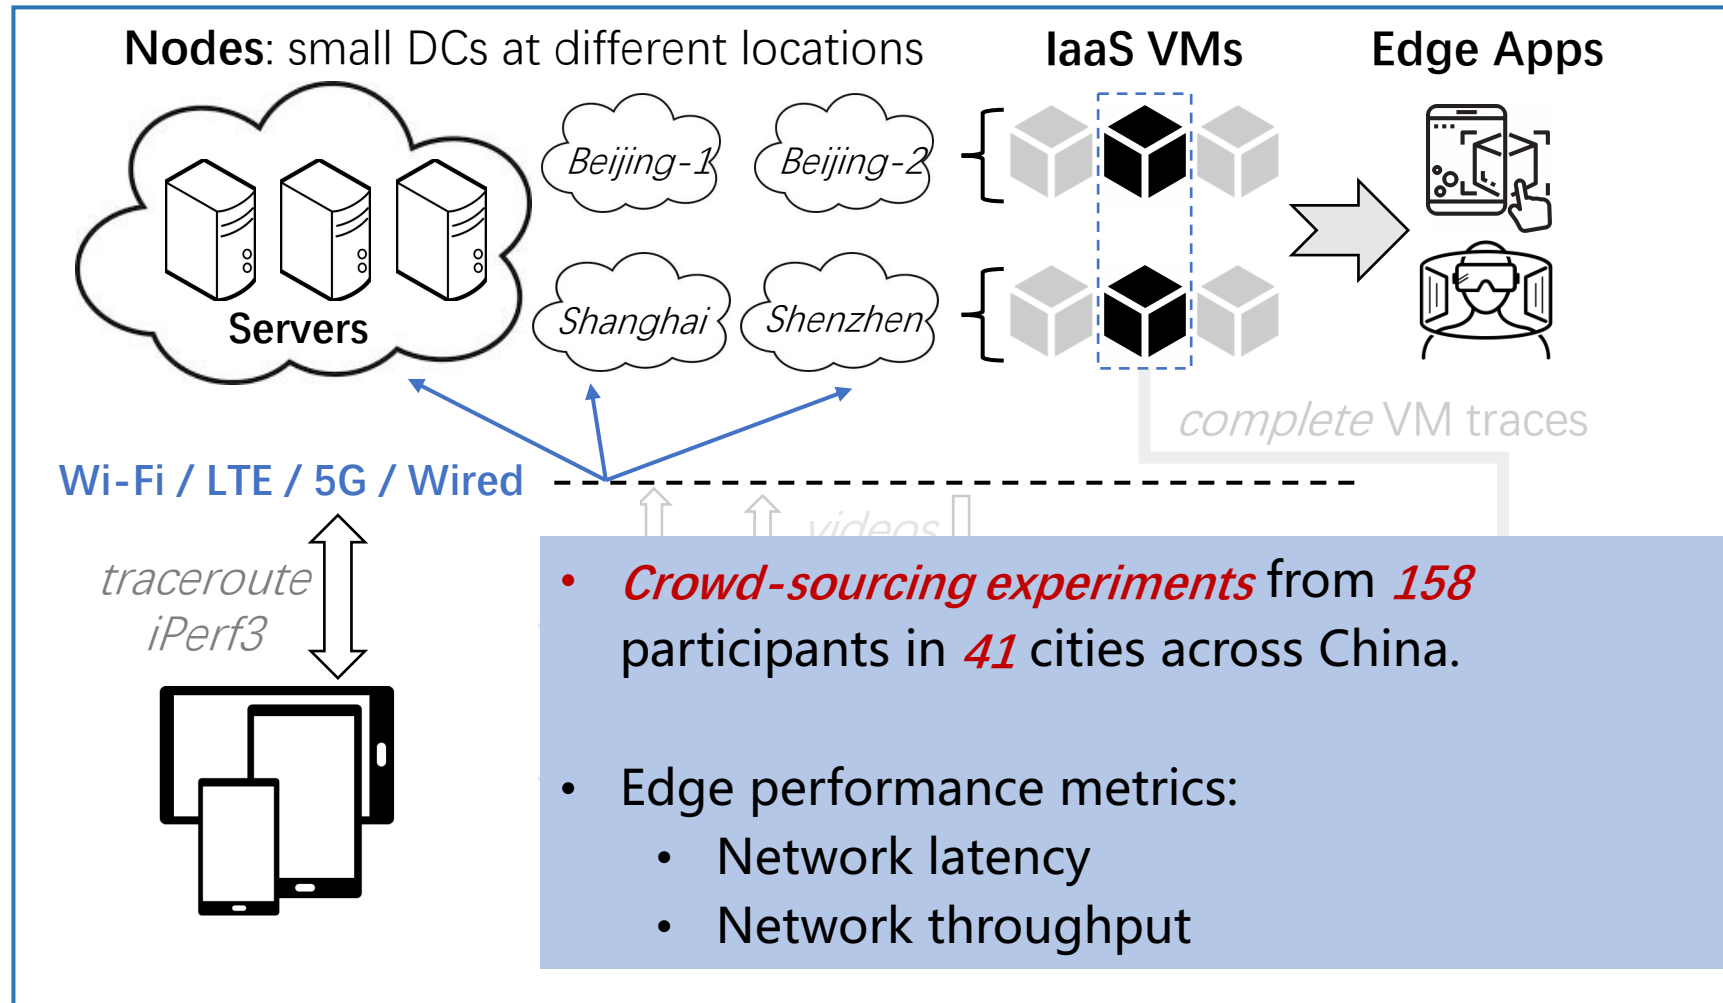 Nodes: small DCs at different locations
IaaS VMs
Edge Apps
Beijing-1
Beijing-2
Servers
Shanghai
Shenzhen
complete VM traces
Wi-Fi / LTE / 5G / Wired
videos
traceroute
iPerf3
• Crowd-sourcing experiments from 158
participants in 41 cities across China.
• Edge performance metrics:
• Network latency
• Network throughput